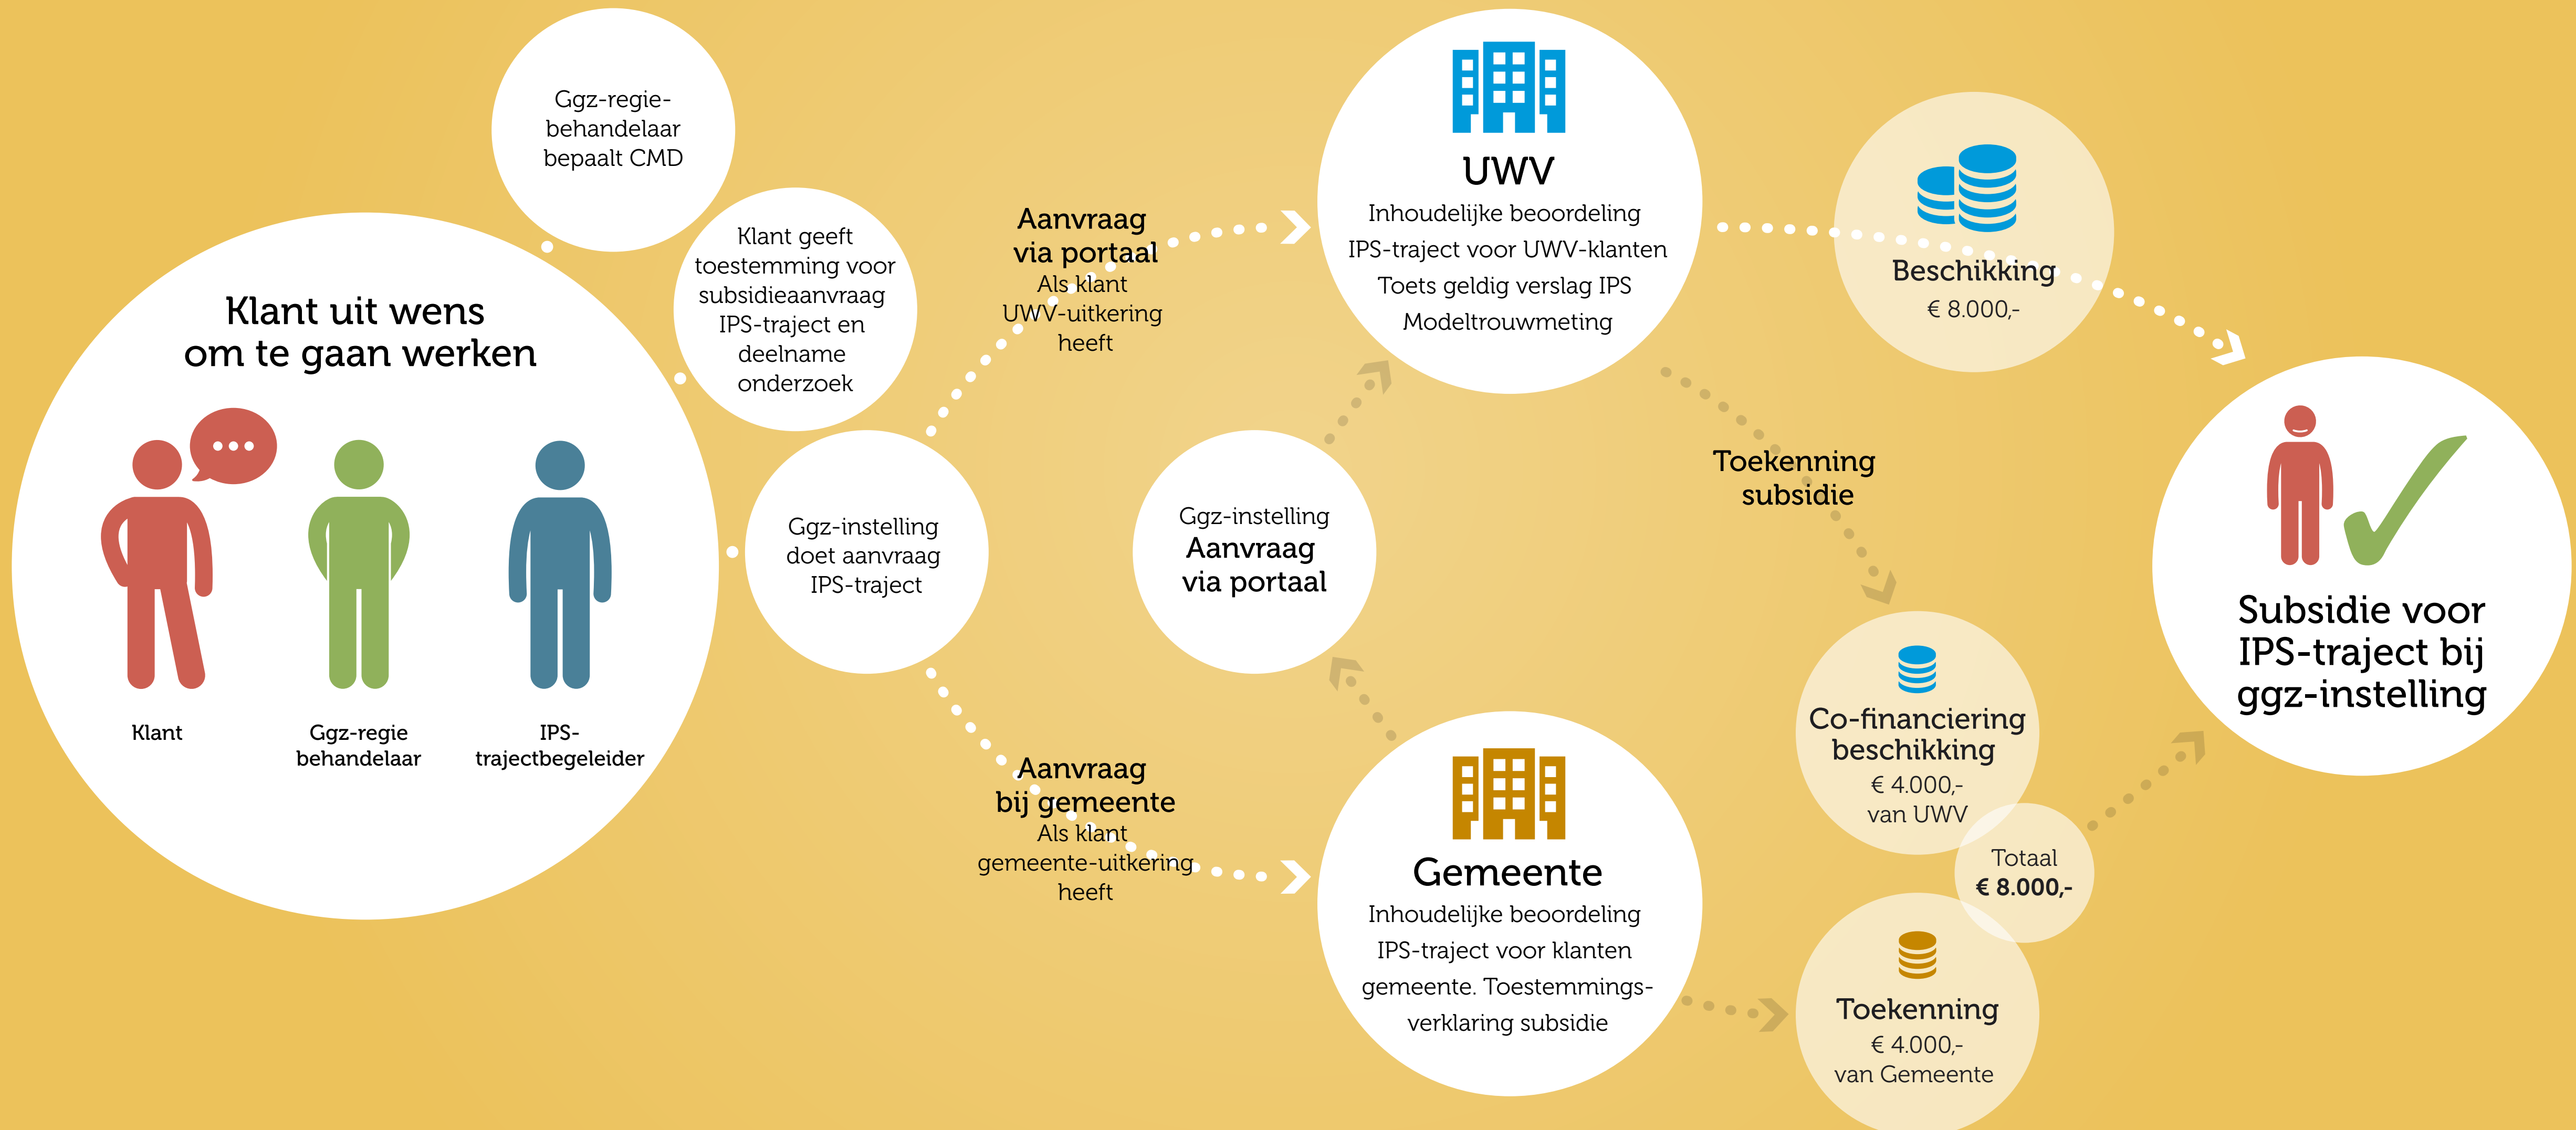 Ggz-regie-
behandelaar
bepaalt CMD
Klant geeft
toestemming voor
subsidieaanvraag
IPS-traject en
deelname
onderzoek
Klant uit wens
om te gaan werken
Klant
Ggz-regie
behandelaar
IPS-
trajectbegeleider
Ggz-instelling
doet aanvraag
IPS-traject
Aanvraag
via portaal
Als klant
UWV-uitkering
heeft
Aanvraag
bij gemeente
Als klant
gemeente-uitkering
heeft
Ggz-instelling
Aanvraag
via portaal
UWV
Inhoudelijke beoordeling
IPS-traject voor UWV-klanten
Toets geldig verslag IPS
Modeltrouwmeting
Gemeente
Inhoudelijke beoordeling
IPS-traject voor klanten
gemeente. Toestemmings-
verklaring subsidie
Beschikking
€ 8.000,-
Toekenning
subsidie
Co-financiering
beschikking
€ 4.000,-
van UWV
Totaal
€ 8.000,-
Toekenning
€ 4.000,-
van Gemeente
Subsidie voor
IPS-traject bij
ggz-instelling